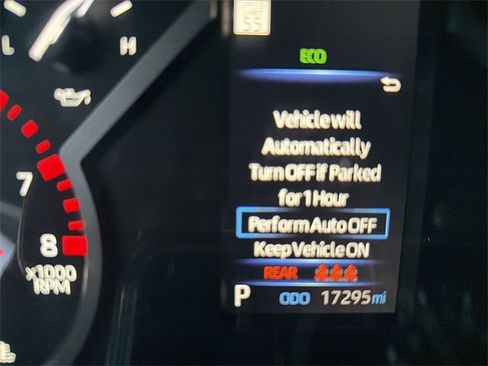 55
L
H
ECO
Vehicle will
Automatically
Turn OFF if Parked
for 1 Hour
Perform Auto OFF
Keep Vehicle ON
REAR
P ODO 17295 mi
7
8
x1000
RPM